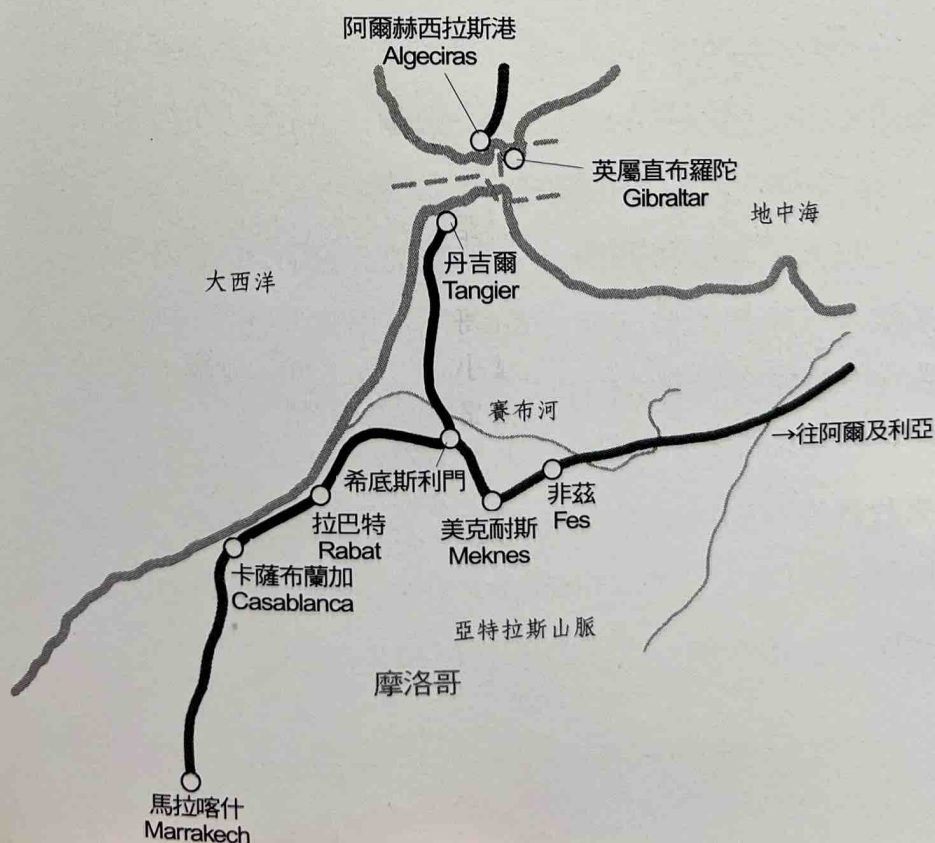 阿爾赫西拉斯港
Algeciras
英屬直布羅陀
Gibraltar
地中海
大西洋
丹吉爾
Tangier
賽布河
→往阿爾及利亞
希底斯利門
非茲
Fes
拉巴特
Rabat
美克耐斯
Meknes
卡薩布蘭加
Casablanca
亞特拉斯山脈
摩洛哥
馬拉喀什
Marrakech